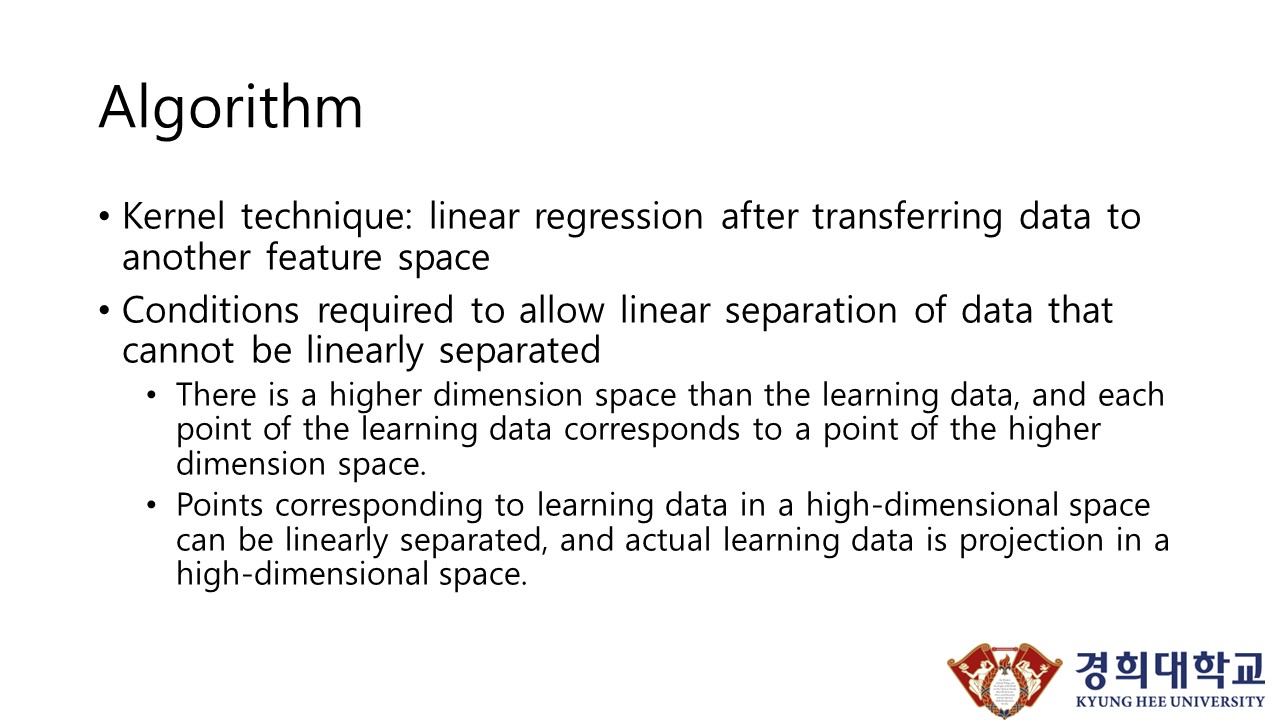 Algorithm
• Kernel technique: linear regression after transferring data to
another feature space
• Conditions required to allow linear separation of data that
cannot be linearly separated
• There is a higher dimension space than the learning data, and each
point of the learning data corresponds to a point of the higher
dimension space.
• Points corresponding to learning data in a high-dimensional space
can be linearly separated, and actual learning data is projection in a
high-dimensional space.
경희대학교
KYUNG HEE UNIVERSITY